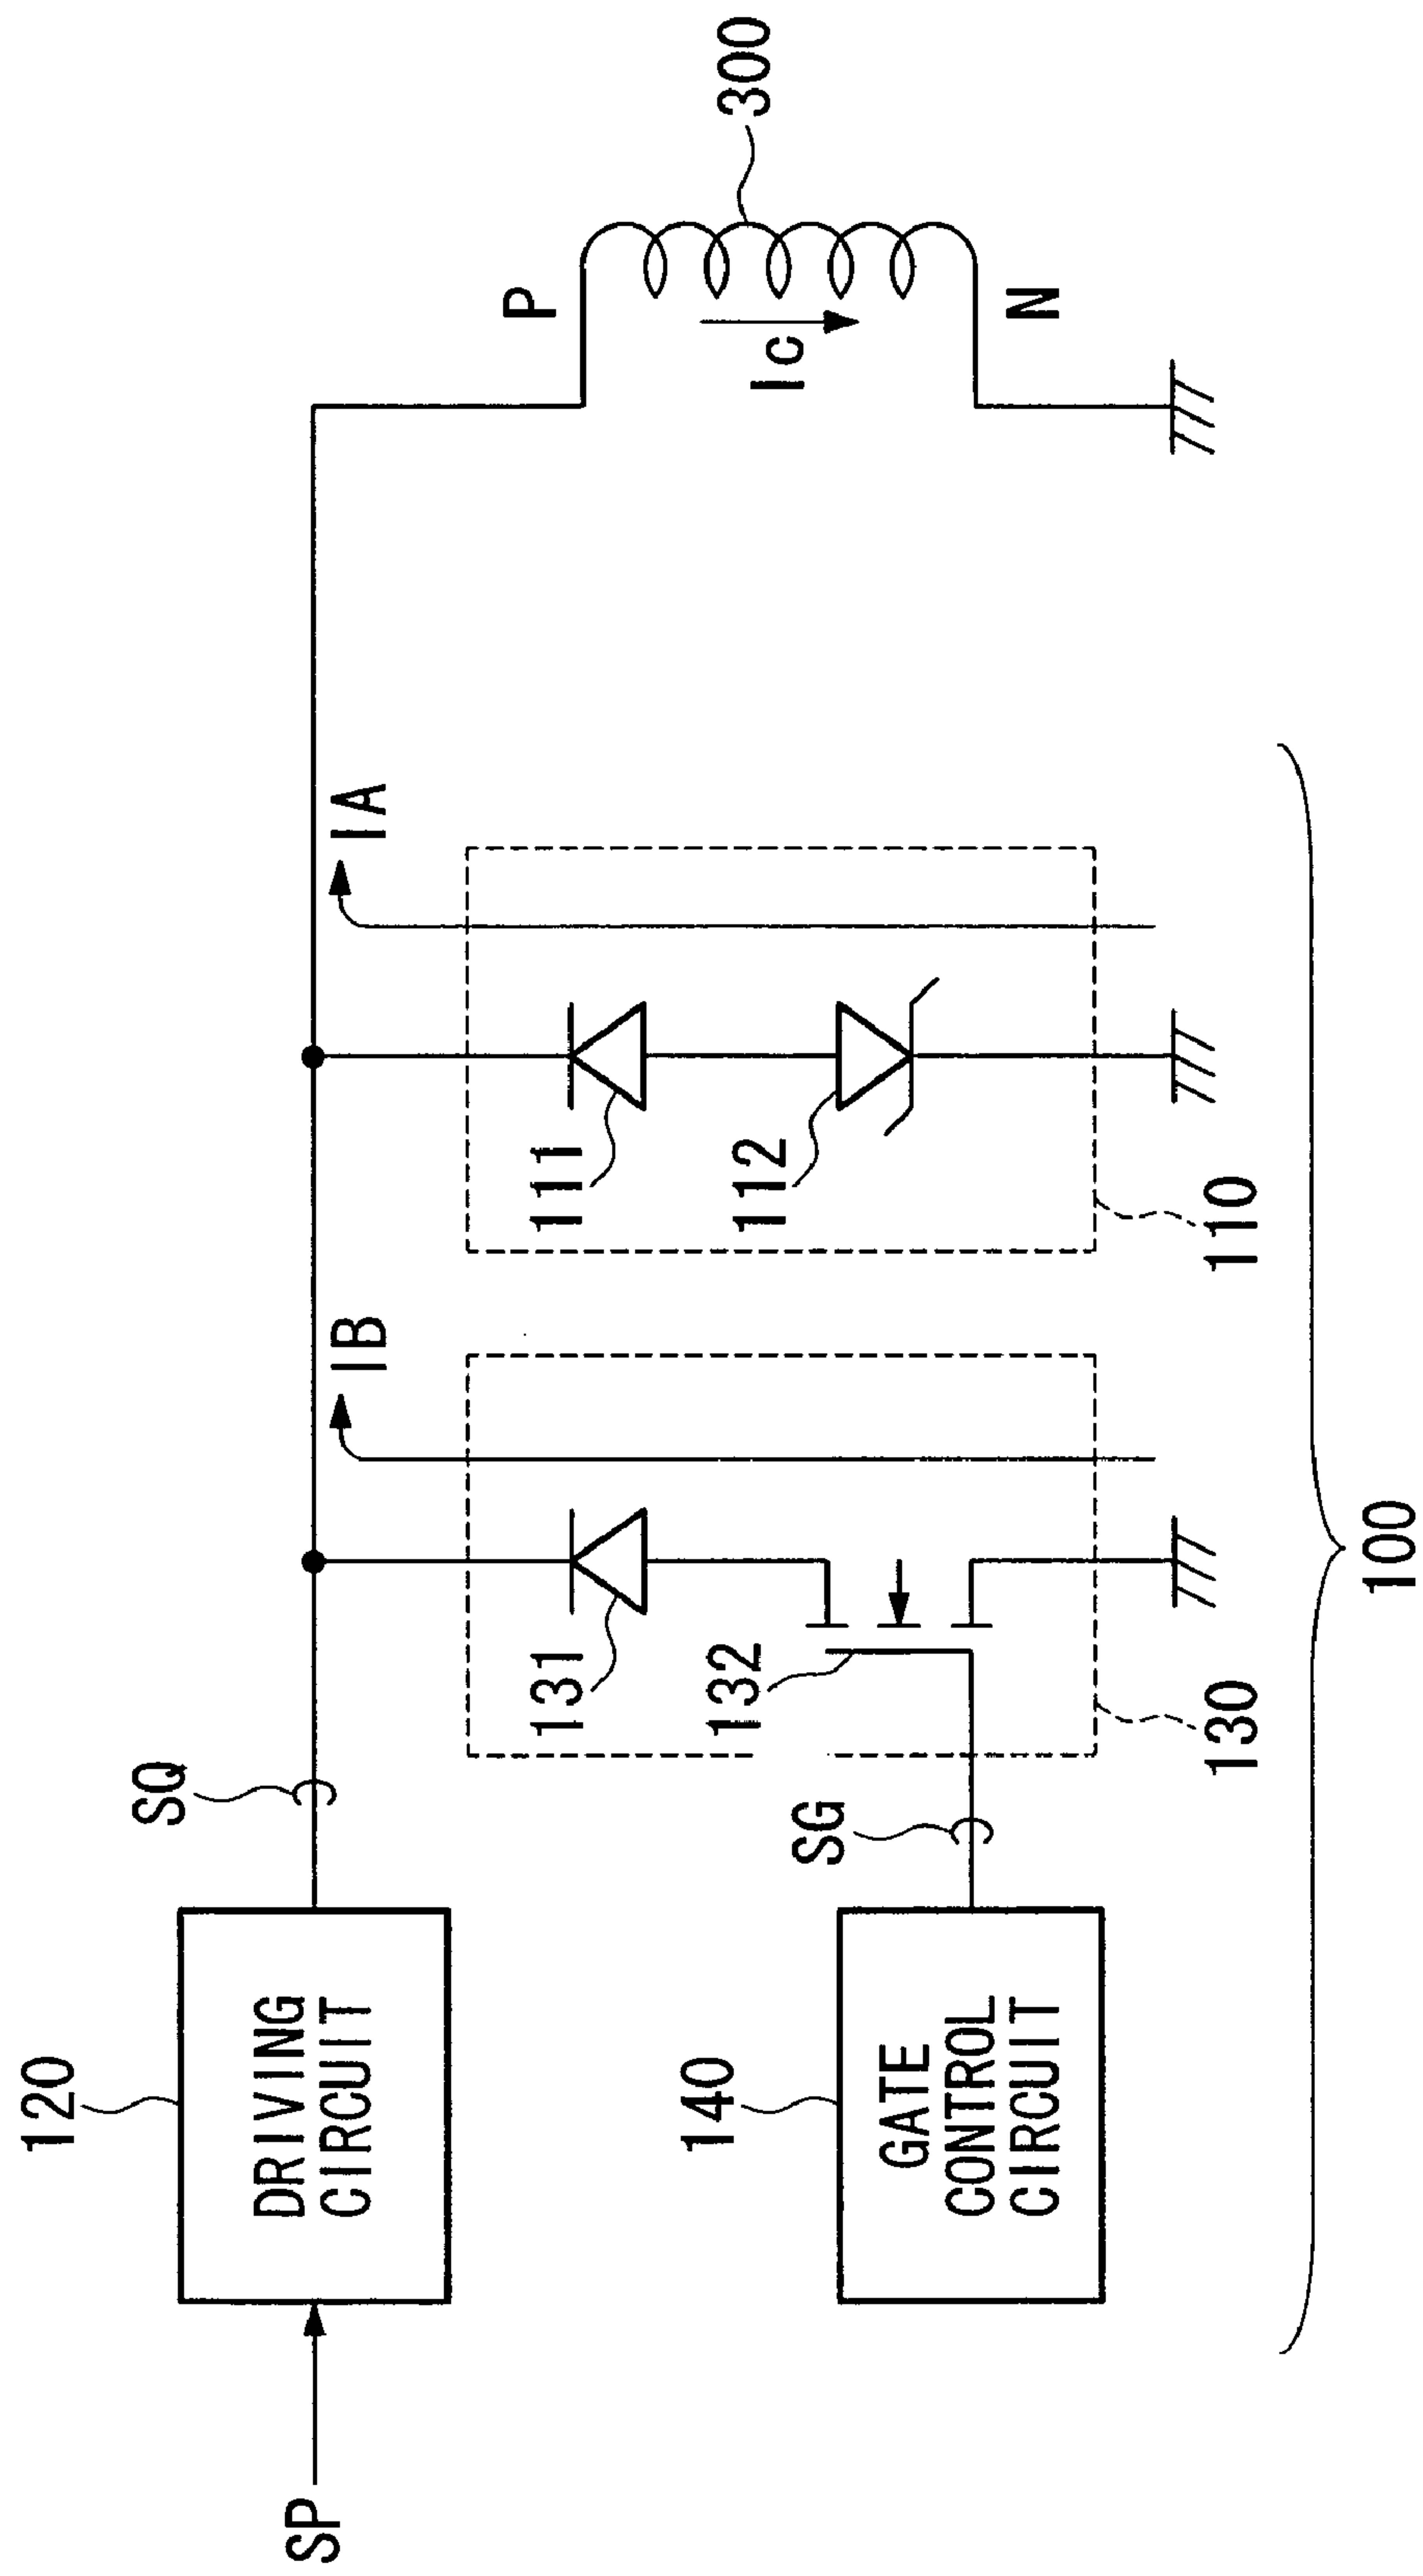 SP
120
DRIVING
CIRCUIT
SQ
IB
IA
P
Ic
N
300
140
GATE
CONTROL
CIRCUIT
SG
131
132
130
111
112
110
100